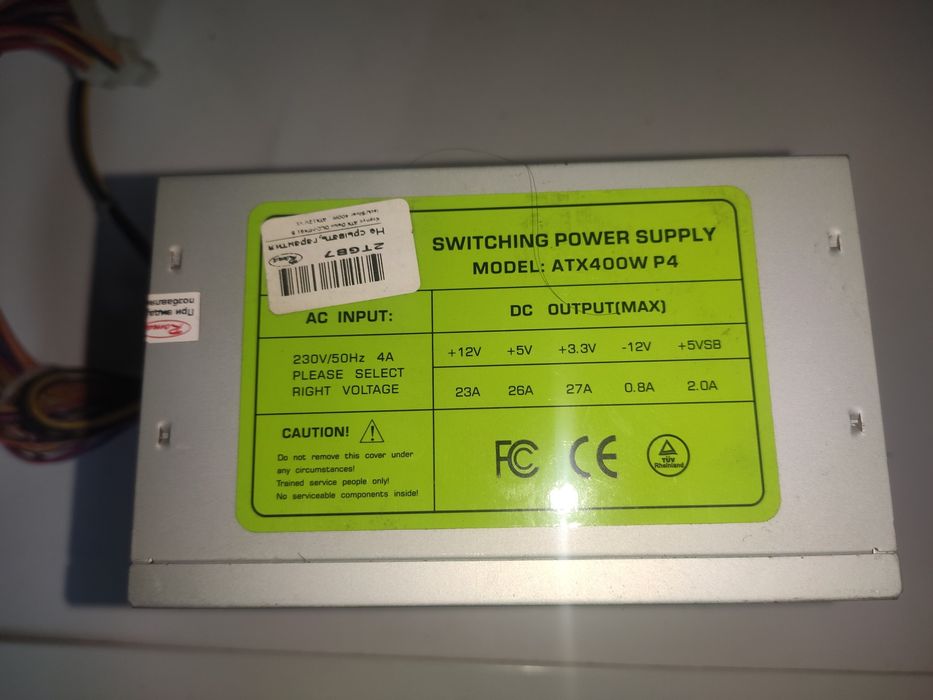 SWITCHING POWER SUPPLY
MODEL: ATX400W P4
2TGB7
Не срывать, гарантия
AC INPUT:
230V/50Hz 4A
PLEASE SELECT
RIGHT VOLTAGE
DC OUTPUT(MAX)
+12V +5V +3.3V -12V +5VSB
23A 26A 27A 0.8A 2.0A
CAUTION!
Do not remove this cover under
any circumstances!
Trained service people only!
No serviceable components inside!
FC CE TÜV
Rheinland
При